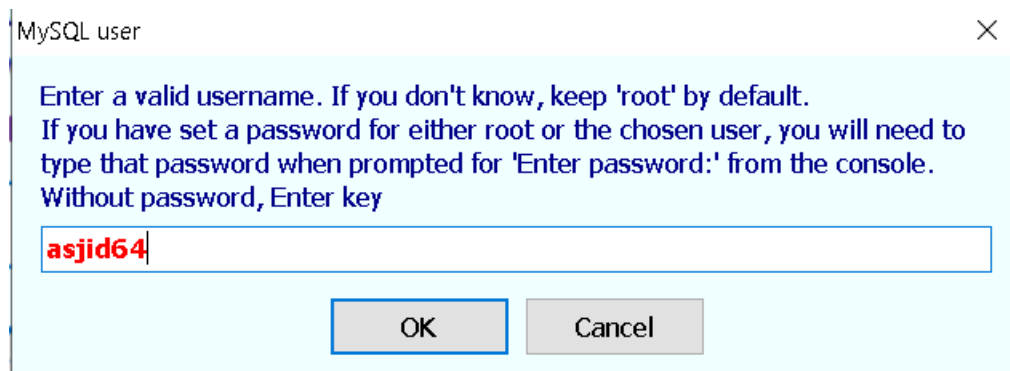 MySQL user
Enter a valid username. If you don't know, keep 'root' by default.
If you have set a password for either root or the chosen user, you will need to
type that password when prompted for 'Enter password:' from the console.
Without password, Enter key
asjid64
OK
Cancel